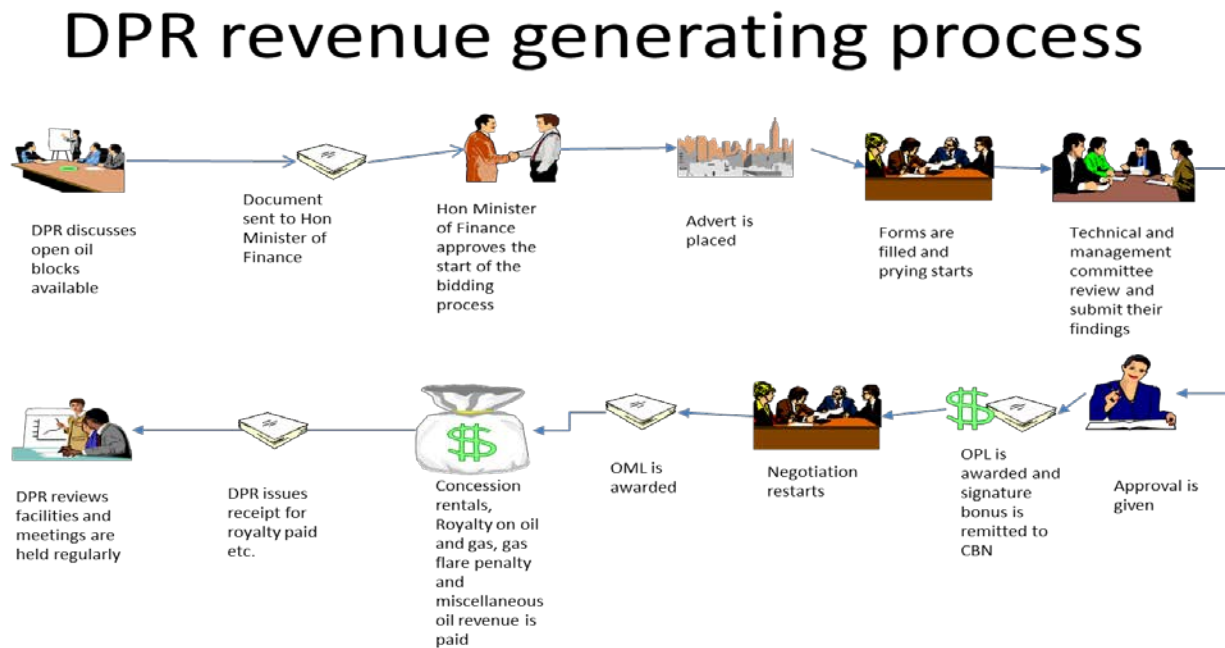 DPR revenue generating process
DPR discusses
open oil
blocks
available
Document
sent to Hon
Minister of
Finance
Hon Minister
of Finance
approves the
start of the
bidding
process
Advert is
placed
Forms are
filled and
prying starts
Technical and
management
committee
review and
submit their
findings
Approval is
given
OPL is
awarded and
signature
bonus is
remitted to
CBN
Negotiation
restarts
OML is
awarded
Concession
rentals,
Royalty on oil
and gas, gas
flare penalty
and
miscellaneous
oil revenue is
paid
DPR issues
receipt for
royalty paid
etc.
DPR reviews
facilities and
meetings are
held regularly